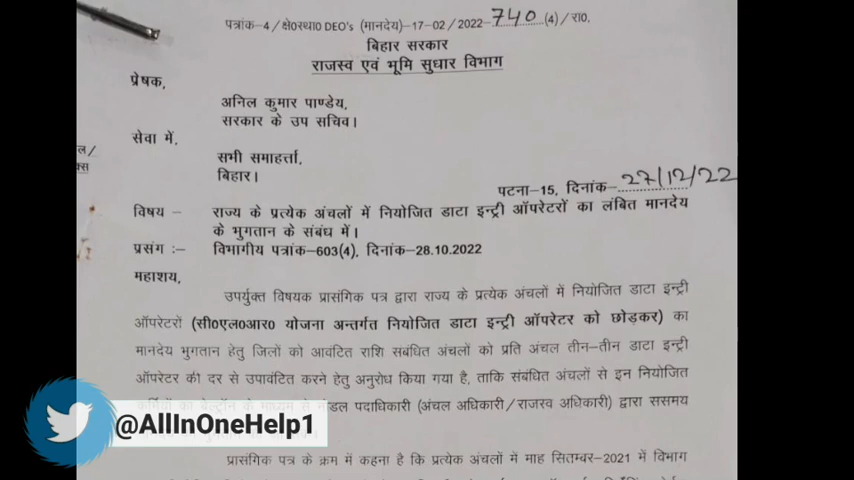 पत्रांक-4/क्षे०स्था० DEO's (मानदेय)-17-02/2022-740(4)/रा0.
बिहार सरकार
राजस्व एवं भूमि सुधार विभाग
प्रेषक,
अनिल कुमार पाण्डेय,
सरकार के उप सचिव।
सेवा में,
सभी समाहर्त्ता,
बिहार।
पटना-15, दिनांक-27/12/22
विषय - राज्य के प्रत्येक अंचलों में नियोजित डाटा इन्ट्री ऑपरेटरों का लंबित मानदेय
के भुगतान के संबंध में।
प्रसंग :- विभागीय पत्रांक-603(4), दिनांक-28.10.2022
महाशय,
उपर्युक्त विषयक प्रासंगिक पत्र द्वारा राज्य के प्रत्येक अंचलों में नियोजित डाटा इन्ट्री
ऑपरेटरों (सी0एल0आर0 योजना अन्तर्गत नियोजित डाटा इन्ट्री ऑपरेटर को छोड़कर) का
मानदेय भुगतान हेतु जिलों को आवंटित राशि संबंधित अंचलों को प्रति अंचल तीन-तीन डाटा इन्ट्री
ऑपरेटर की दर से उपावंटित करने हेतु अनुरोध किया गया है, ताकि संबंधित अंचलों से इन नियोजित
पदाधिकारी (अंचल अधिकारी/राजस्व अधिकारी) द्वारा ससमय
@AllInOneHelp1
प्रासंगिक पत्र के क्रम में कहना है कि प्रत्येक अंचलों में माह सितम्बर-2021 में विभाग